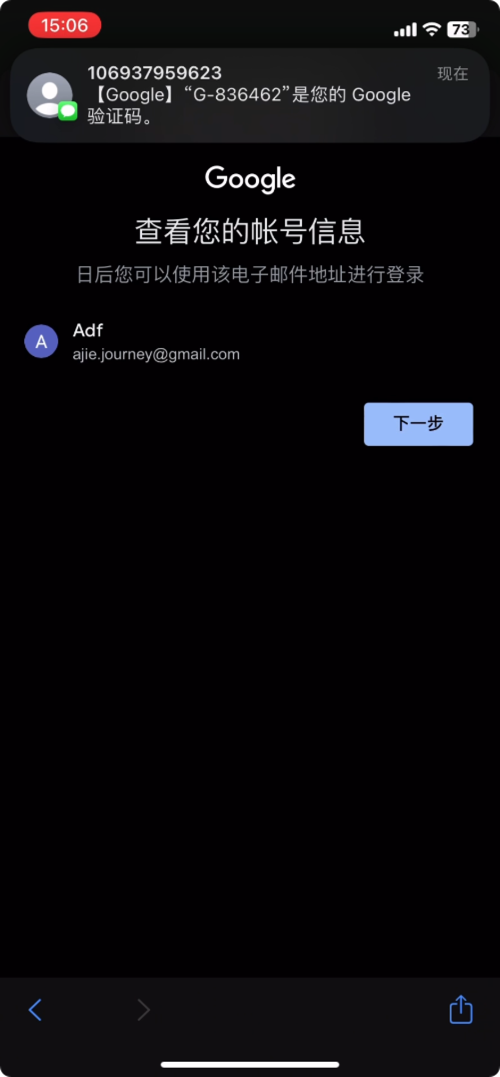 15:06
73
106937959623
现在
【Google】“G-836462”是您的 Google
验证码。
Google
查看您的帐号信息
日后您可以使用该电子邮件地址进行登录
A
Adf
ajie.journey@gmail.com
下一步